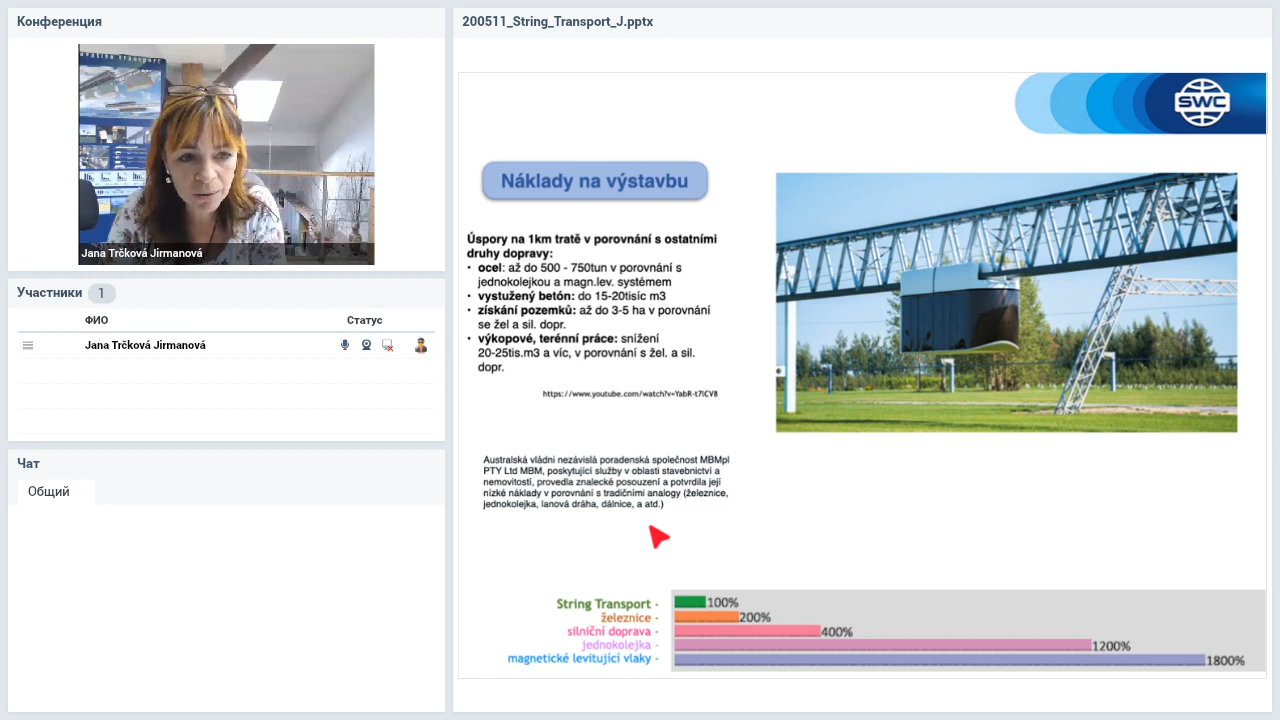 Конференция
Jana Trčková Jirmanová
Участники 1
ФИО Статус
Jana Trčková Jirmanová
Чат
Общий
200511_String_Transport_J.pptx
SWC
Náklady na výstavbu
Úspory na 1km tratě v porovnání s ostatními
druhy dopravy:
• ocel: až do 500 - 750tun v porovnání s
jednokolejkou a magn.lev. systémem
• vystužený betón: do 15-20tisíc m3
• získání pozemků: až do 3-5 ha v porovnání
se žel a sil. dopr.
• výkopové, terénní práce: snížení
20-25tis.m3 a víc, v porovnání s žel. a sil.
dopr.
https://www.youtube.com/watch?v=YabR-t7lCV8
Australská vládni nezávislá poradenská společnost MBMpl
PTY Ltd MBM, poskytující služby v oblasti stavebnictví a
nemovitostí, provedla znalecké posouzení a potvrdila její
nízké náklady v porovnání s tradičními analogy (železnice,
jednokolejka, lanová dráha, dálnice, a atd.)
String Transport - 100%
železnice - 200%
silniční doprava - 400%
jednokolejka - 1200%
magnetické levitující vlaky - 1800%